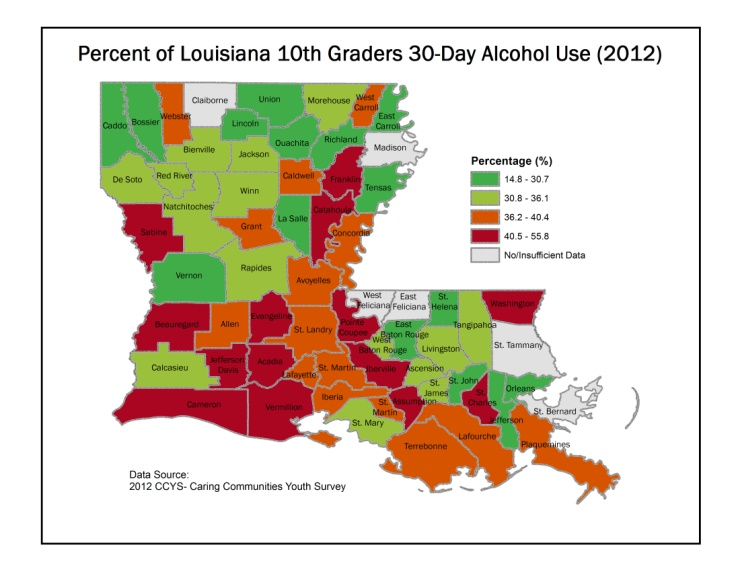 Percent of Louisiana 10th Graders 30-Day Alcohol Use (2012)
Caddo
Bossier
Webster
Claiborne
Union
Morehouse
West
Carroll
East
Carroll
Lincoln
Ouachita
Richland
Madison
Bienville
Jackson
De Soto
Red River
Winn
Caldwell
Franklin
Tensas
Natchitoches
Sabine
Grant
La Salle
Catahoula
Concordia
Vernon
Rapides
Avoyelles
Percentage (%)
14.8 - 30.7
30.8 - 36.1
36.2 - 40.4
40.5 - 55.8
No/Insufficient Data
Beauregard
Allen
Evangeline
St. Landry
Pointe
Coupee
West
Feliciana
East
Feliciana
St.
Helena
Tangipahoa
Washington
West
Baton Rouge
East
Baton Rouge
Livingston
St. Tammany
Calcasieu
Jefferson
Davis
Acadia
Lafayette
St. Martin
Iberville
Ascension
Cameron
Vermilion
Iberia
St.
Martin
Assumption
St.
James
St. John
St.
Charles
Orleans
Jefferson
St. Bernard
St. Mary
Terrebonne
Lafourche
Plaquemines
Data Source:
2012 CCYS- Caring Communities Youth Survey